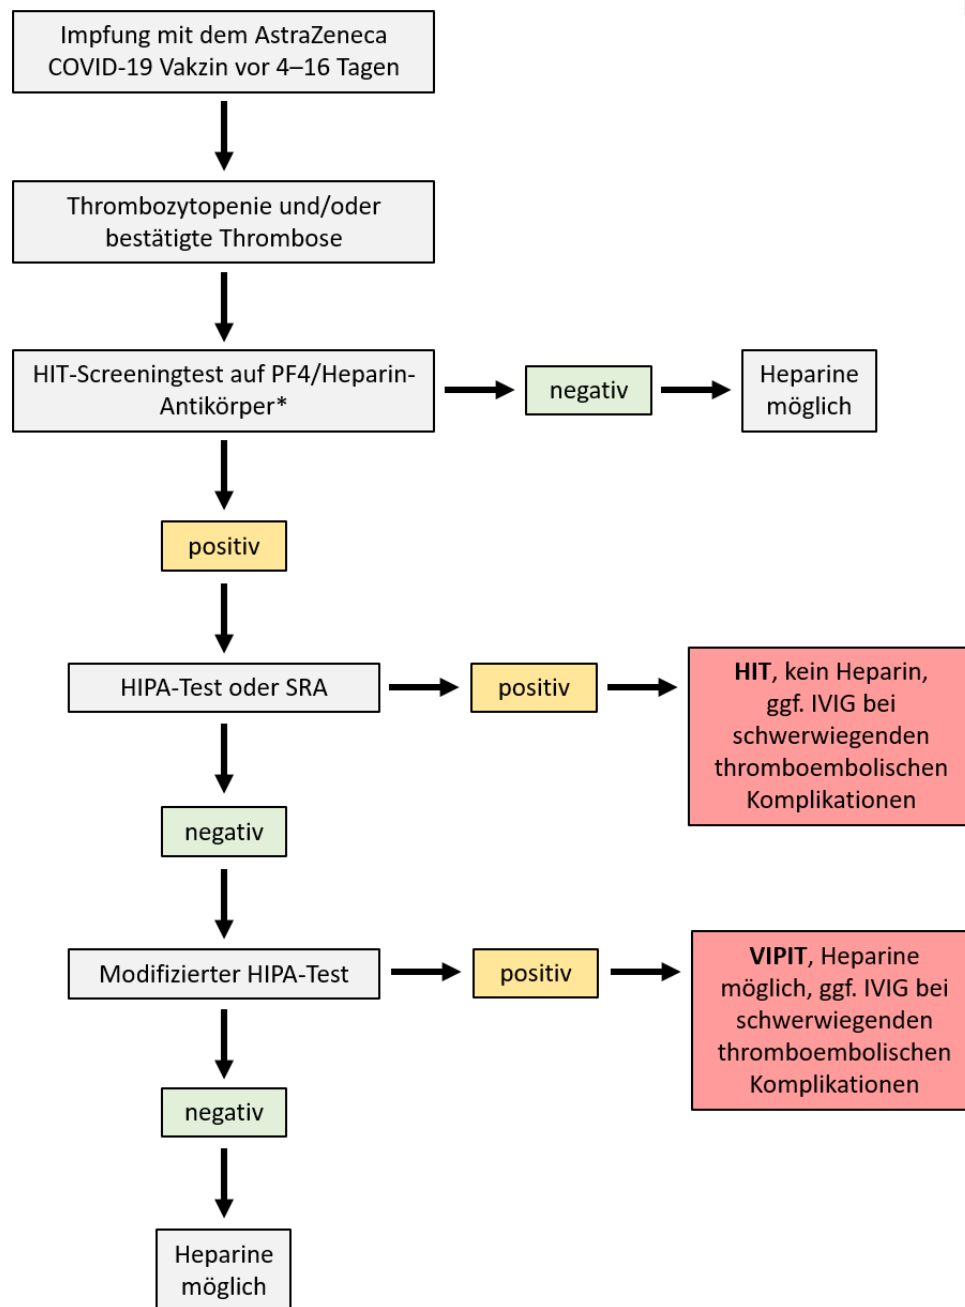 Impfung mit dem AstraZeneca
COVID-19 Vakzin vor 4–16 Tagen
Thrombozytopenie und/oder
bestätigte Thrombose
HIT-Screeningtest auf PF4/Heparin-
Antikörper*
negativ
Heparine
möglich
positiv
HIPA-Test oder SRA
positiv
HIT, kein Heparin,
ggf. IVIG bei
schwerwiegenden
thromboembolischen
Komplikationen
negativ
Modifizierter HIPA-Test
positiv
VIPIT, Heparine
möglich, ggf. IVIG bei
schwerwiegenden
thromboembolischen
Komplikationen
negativ
Heparine
möglich